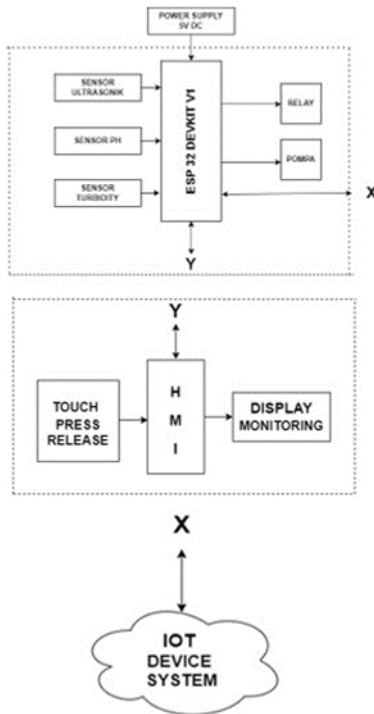 POWER SUPPLY
5V DC
SENSOR
ULTRASONIK
SENSOR PH
SENSOR
TURBIDITY
ESP 32 DEVKIT V1
RELAY
POMPA
X
Y
Y
TOUCH
PRESS
RELEASE
H
M
I
DISPLAY
MONITORING
X
IOT
DEVICE
SYSTEM